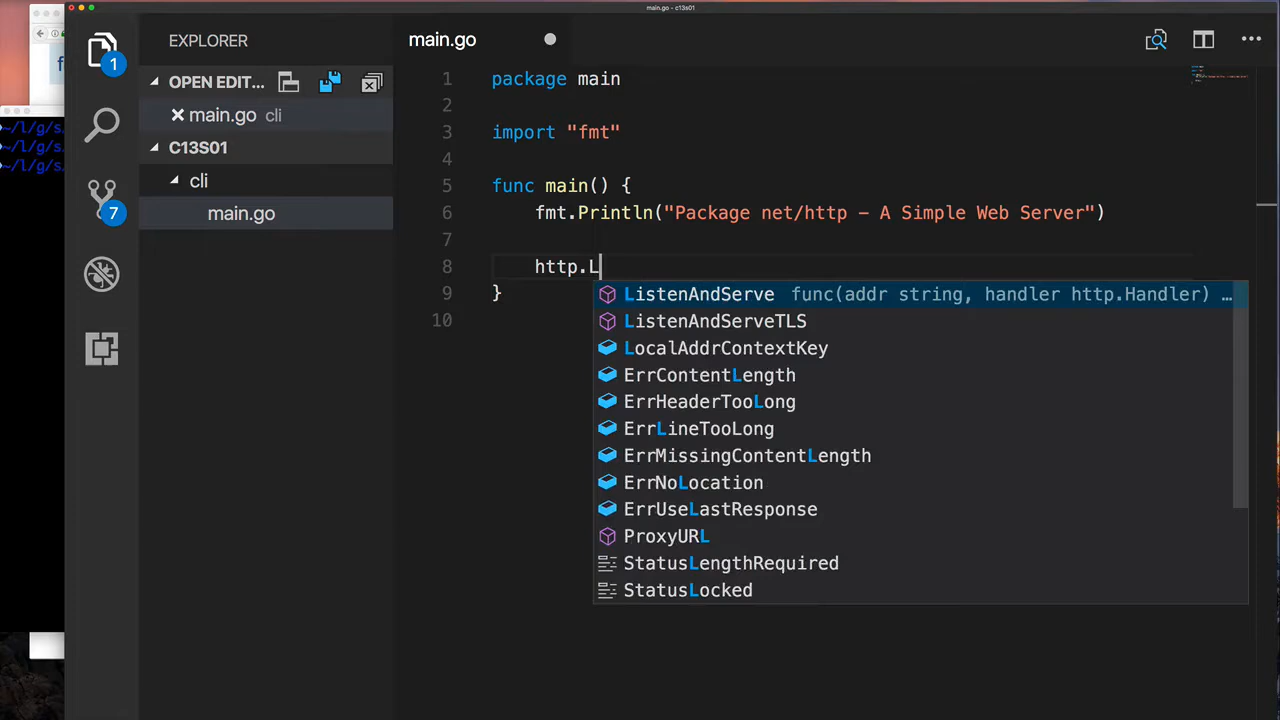 main.go - c13s01
f
~/l/g/s
~/l/g/s
~/l/g/s
1
7
EXPLORER
OPEN EDIT...
main.go cli
C13S01
cli
main.go
main.go
1 package main
2
3 import "fmt"
4
5 func main() {
6 fmt.Println("Package net/http - A Simple Web Server")
7
8 http.L
9 }
10
ListenAndServe func(addr string, handler http.Handler) …
ListenAndServeTLS
LocalAddrContextKey
ErrContentLength
ErrHeaderTooLong
ErrLineTooLong
ErrMissingContentLength
ErrNoLocation
ErrUseLastResponse
ProxyURL
StatusLengthRequired
StatusLocked